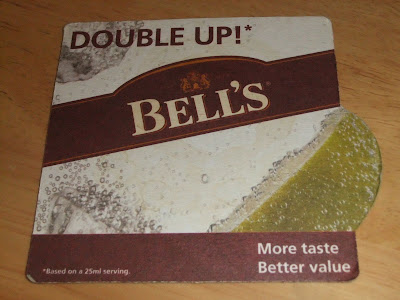 DOUBLE UP!*
BELL'S
More taste
Better value
*Based on a 25ml serving.